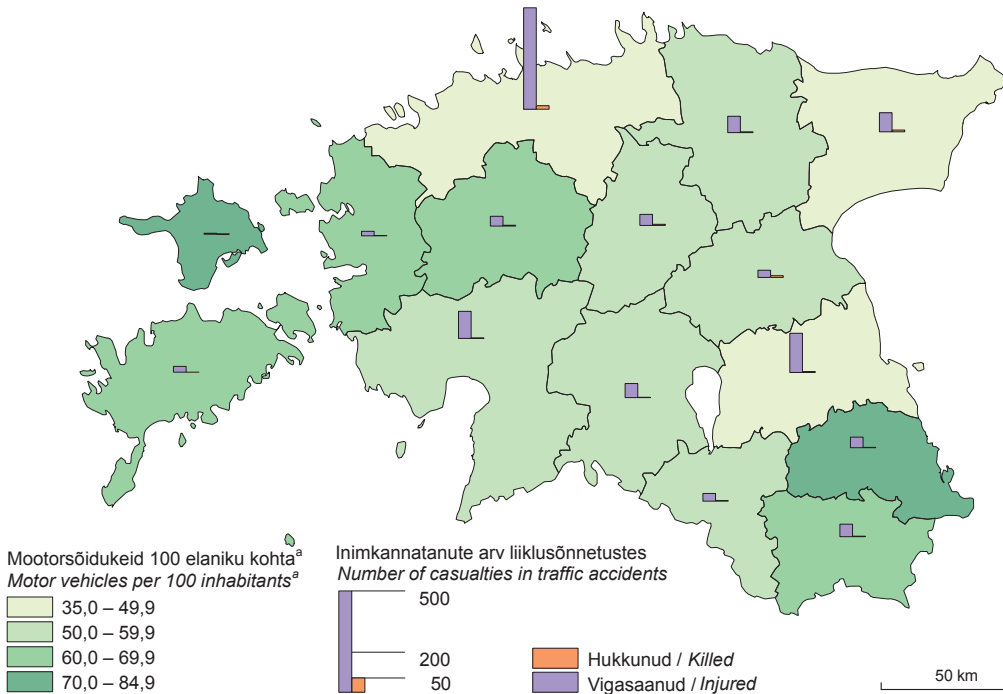 Mootorsõidukeid 100 elaniku kohtaª
Motor vehicles per 100 inhabitantsª
35,0 – 49,9
50,0 – 59,9
60,0 – 69,9
70,0 – 84,9
Inimkannatanute arv liiklusõnnetustes
Number of casualties in traffic accidents
500
200
50
Hukkunud / Killed
Vigasaanud / Injured
50 km